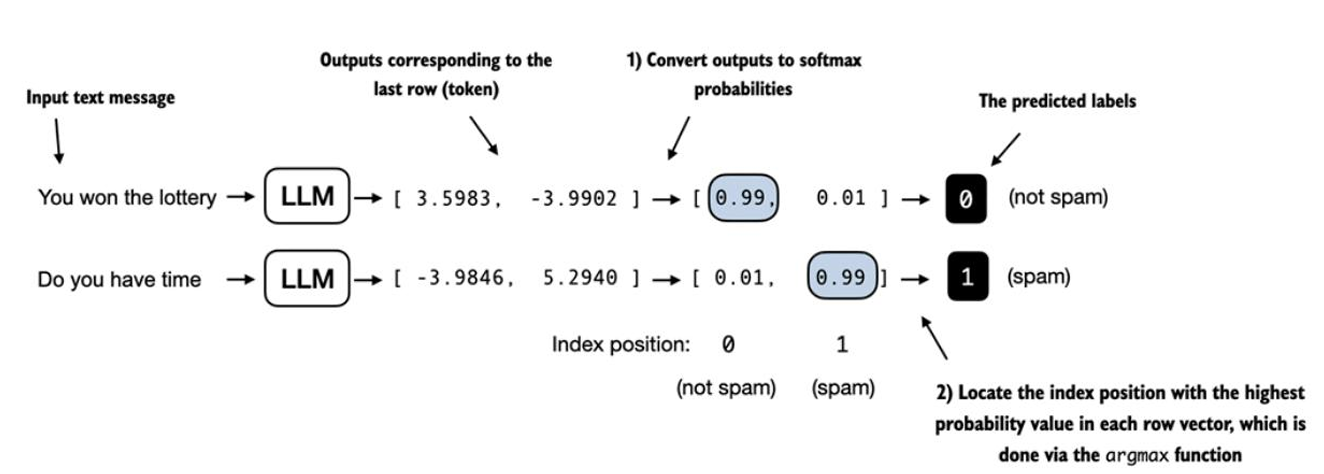 Outputs corresponding to the
last row (token)
1) Convert outputs to softmax
probabilities
Input text message
The predicted labels
You won the lottery LLM [ 3.5983, -3.9902 ] [ 0.99, 0.01 ] 0 (not spam)
Do you have time LLM [ -3.9846, 5.2940 ] [ 0.01, 0.99 ] 1 (spam)
Index position: 0 1
(not spam) (spam)
2) Locate the index position with the highest
probability value in each row vector, which is
done via the argmax function